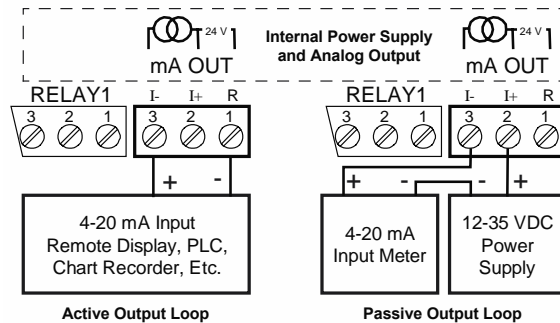 24 V
Internal Power Supply
and Analog Output
24 V
mA OUT
mA OUT
RELAY1
I- I+ R
RELAY1
I- I+ R
3 2 1
3 2 1
3 2 1
3 2 1
+ -
+ - - +
4-20 mA Input
Remote Display, PLC,
Chart Recorder, Etc.
4-20 mA
Input Meter
12-35 VDC
Power
Supply
Active Output Loop
Passive Output Loop